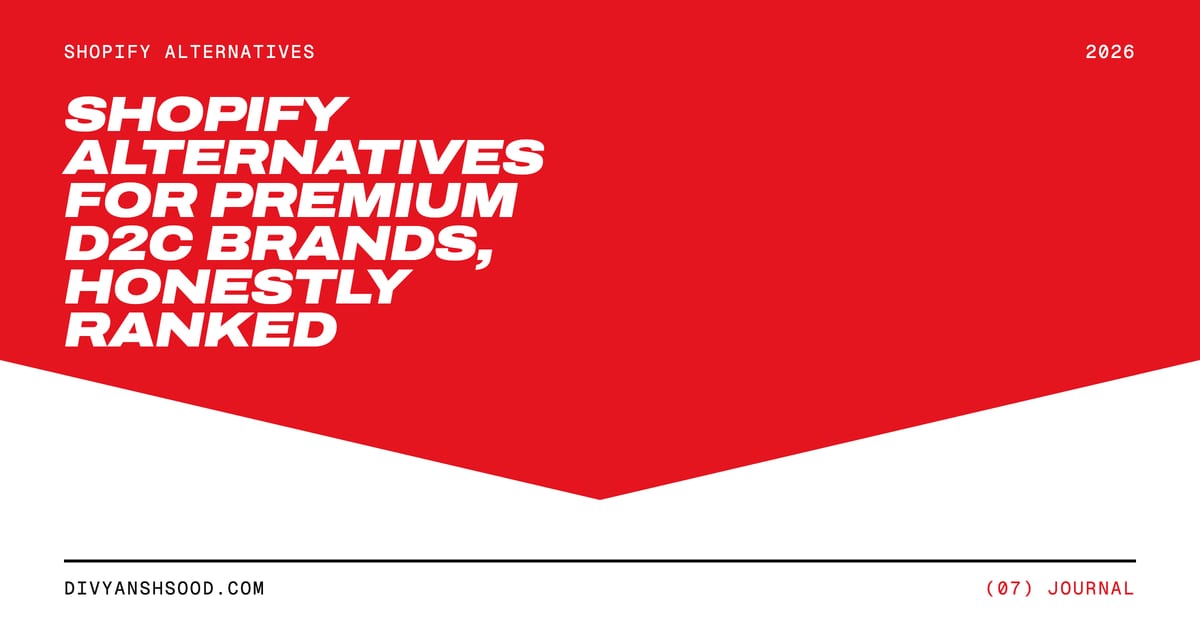 SHOPIFY ALTERNATIVES
2026
SHOPIFY
ALTERNATIVES
FOR PREMIUM
D2C BRANDS,
HONESTLY
RANKED
DIVYANSHSOOD.COM
(07) JOURNAL